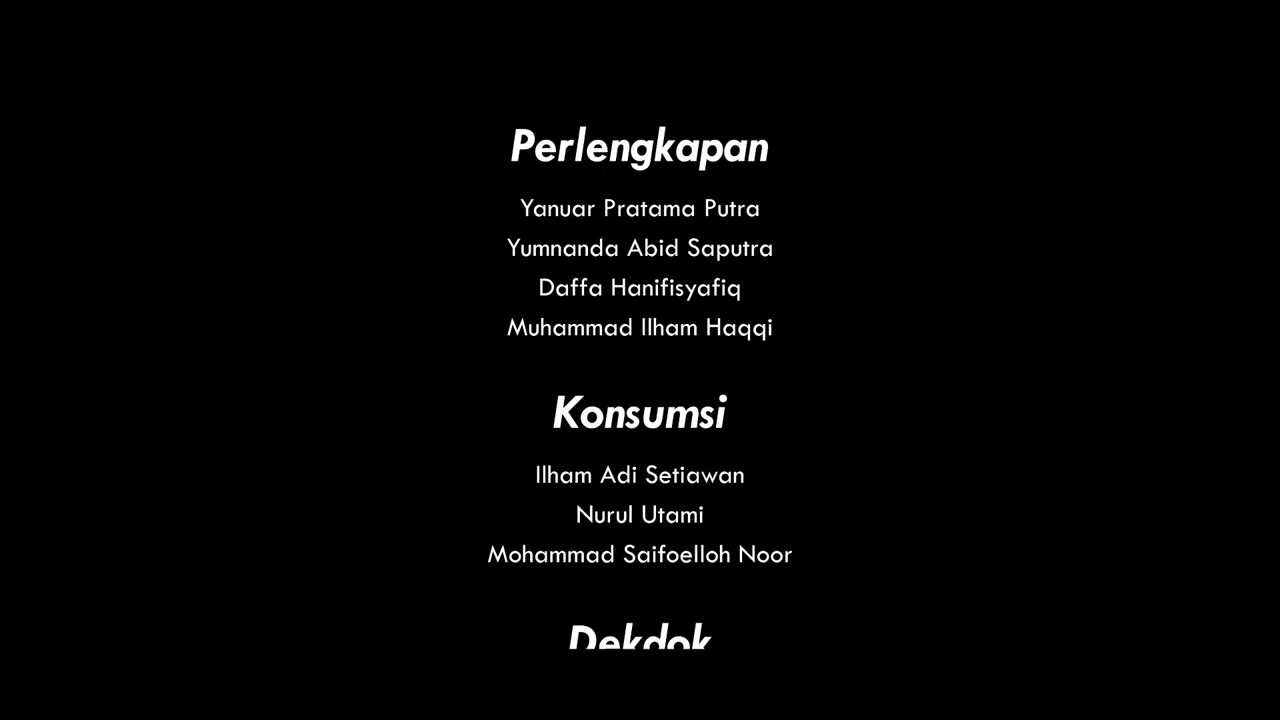 Perlengkapan
Yanuar Pratama Putra
Yumnanda Abid Saputra
Daffa Hanifisyafiq
Muhammad Ilham Haqqi
Konsumsi
Ilham Adi Setiawan
Nurul Utami
Mohammad Saifoelloh Noor
Dekdok